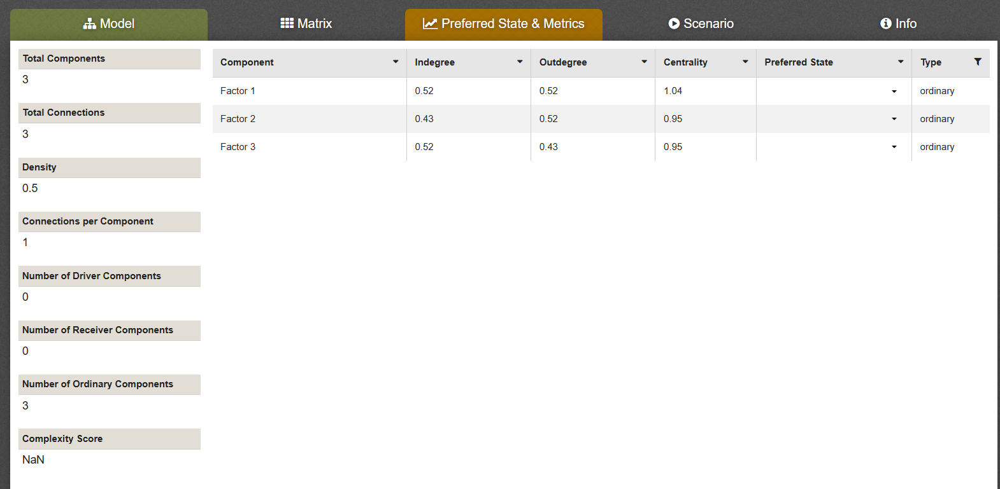 Model Matrix Preferred State & Metrics Scenario Info
Total Components
3
Total Connections
3
Density
0.5
Connections per Component
1
Number of Driver Components
0
Number of Receiver Components
0
Number of Ordinary Components
3
Complexity Score
NaN
Component Indegree Outdegree Centrality Preferred State Type
Factor 1 0.52 0.52 1.04 ordinary
Factor 2 0.43 0.52 0.95 ordinary
Factor 3 0.52 0.43 0.95 ordinary